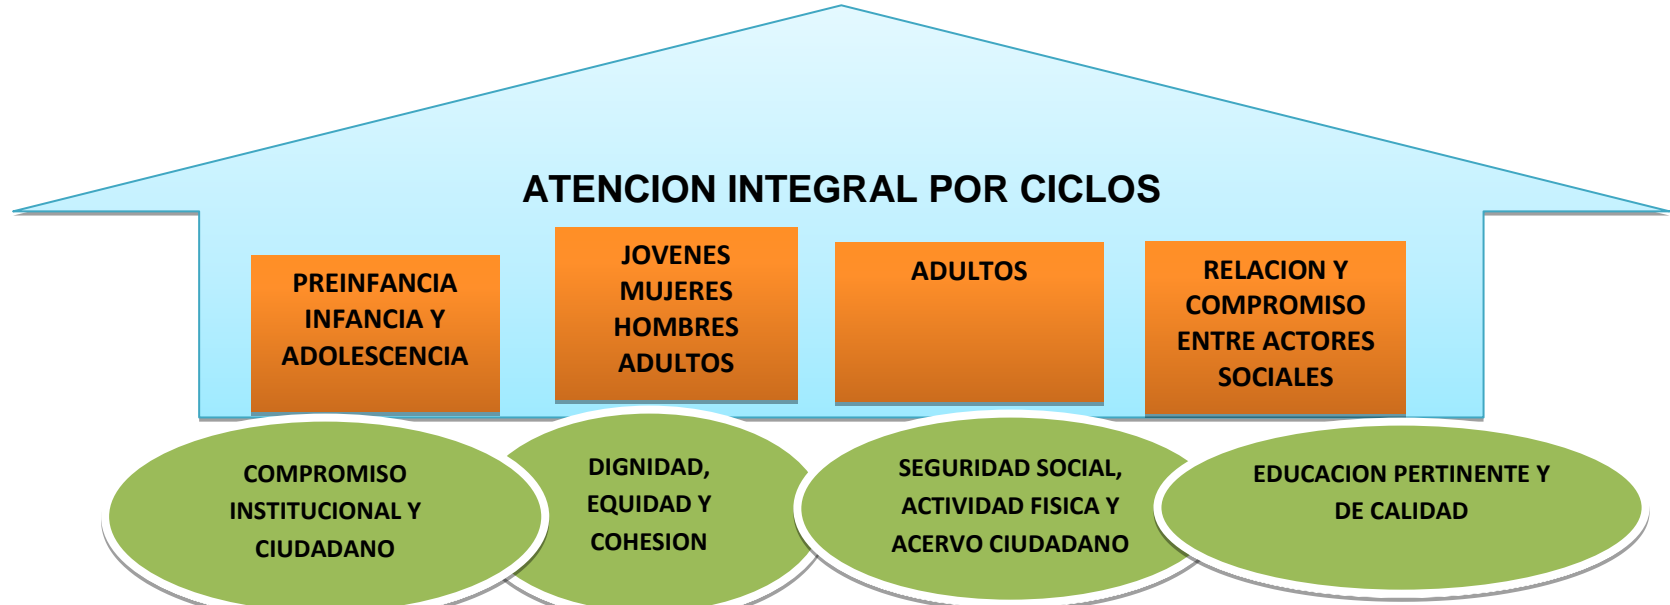 ATENCION INTEGRAL POR CICLOS
PREINFANCIA
INFANCIA Y
ADOLESCENCIA
JOVENES
MUJERES
HOMBRES
ADULTOS
ADULTOS
RELACION Y
COMPROMISO
ENTRE ACTORES
SOCIALES
COMPROMISO
INSTITUCIONAL Y
CIUDADANO
DIGNIDAD,
EQUIDAD Y
COHESION
SEGURIDAD SOCIAL,
ACTIVIDAD FISICA Y
ACERVO CIUDADANO
EDUCACION PERTINENTE Y
DE CALIDAD